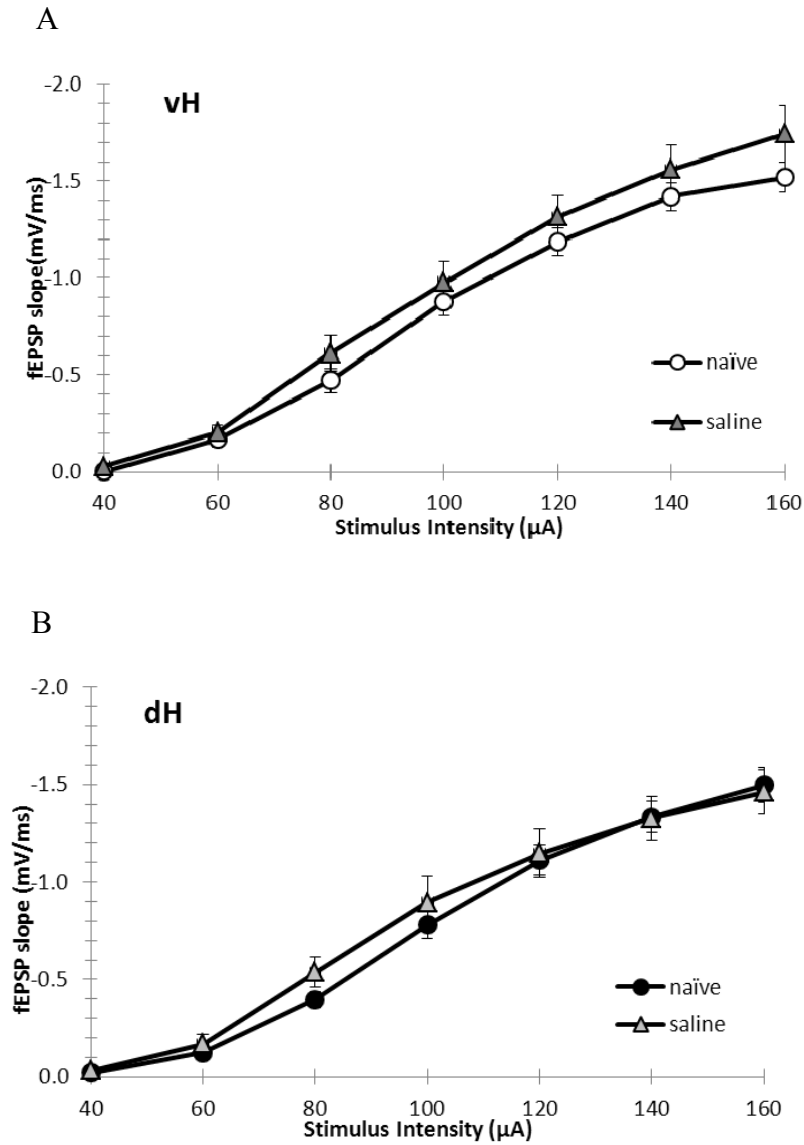 A
vH
fEPSP slope(mV/ms)
-2.0
-1.5
-1.0
-0.5
0.0
40 60 80 100 120 140 160
Stimulus Intensity (µA)
naïve
saline
B
dH
fEPSP slope (mV/ms)
-2.0
-1.5
-1.0
-0.5
0.0
40 60 80 100 120 140 160
Stimulus Intensity (µA)
naïve
saline